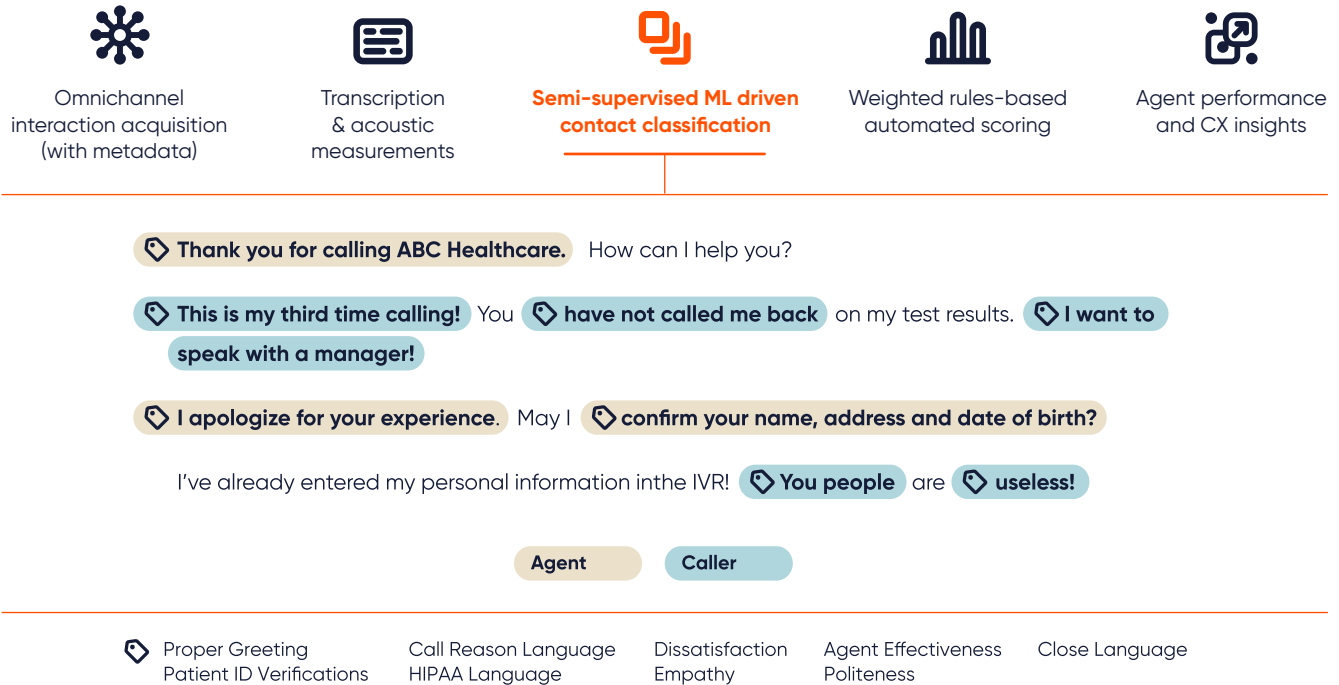 Omnichannel
interaction acquisition
(with metadata)
Transcription
& acoustic
measurements
Semi-supervised ML driven
contact classification
Weighted rules-based
automated scoring
Agent performance
and CX insights
Thank you for calling ABC Healthcare. How can I help you?
This is my third time calling! You have not called me back on my test results. I want to
speak with a manager!
I apologize for your experience. May I confirm your name, address and date of birth?
I’ve already entered my personal information inthe IVR! You people are useless!
Agent
Caller
Proper Greeting
Patient ID Verifications
Call Reason Language
HIPAA Language
Dissatisfaction
Empathy
Agent Effectiveness
Politeness
Close Language